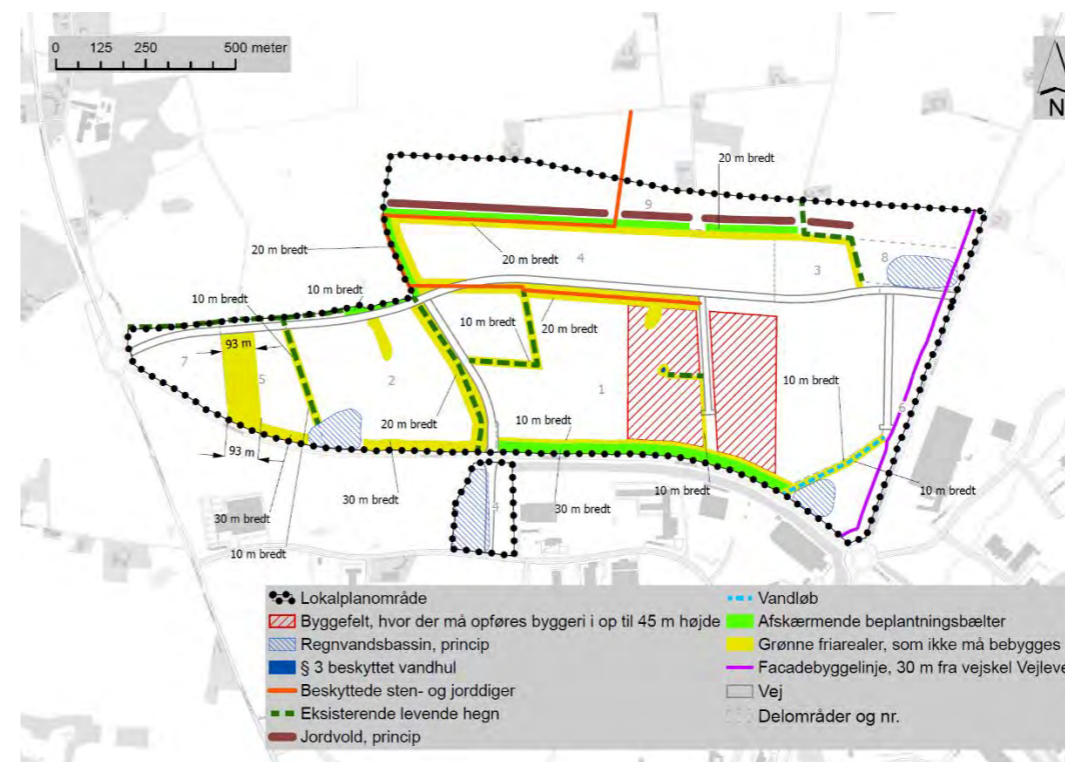 0 125 250 500 meter
N
20 m bredt
9
20 m bredt
20 m bredt
4
3
8
10 m bredt
10 m bredt
10 m bredt
20 m bredt
93 m
7
5
2
1
10 m bredt
20 m bredt
10 m bredt
6
93 m
30 m bredt
10 m bredt
10 m bredt
30 m bredt
30 m bredt
10 m bredt
4
Lokalplanområde
Byggefelt, hvor der må opføres byggeri i op til 45 m højde
Regnvandsbassin, princip
§ 3 beskyttet vandhul
Beskyttede sten- og jorddiger
Eksisterende levende hegn
Jordvold, princip
Vandløb
Afskærmende beplantningsbælter
Grønne friarealer, som ikke må bebygges
Facadebyggelinje, 30 m fra vejskel Vejleve
Vej
Delområder og nr.